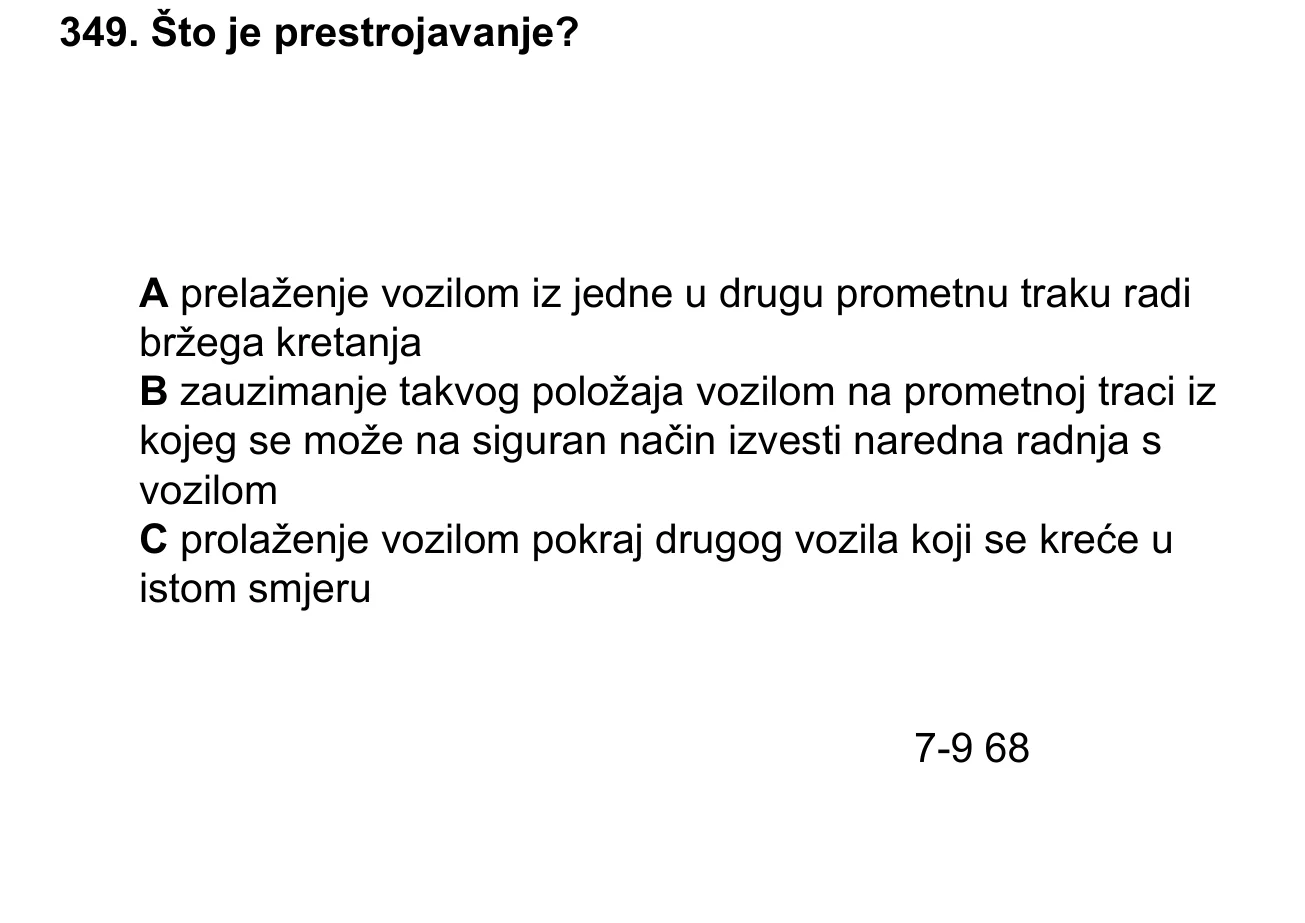 349. Što je prestrojavanje?
A prelaženje vozilom iz jedne u drugu prometnu traku radi
bržega kretanja
B zauzimanje takvog položaja vozilom na prometnoj traci iz
kojeg se može na siguran način izvesti naredna radnja s
vozilom
C prolaženje vozilom pokraj drugog vozila koji se kreće u
istom smjeru
7-9 68